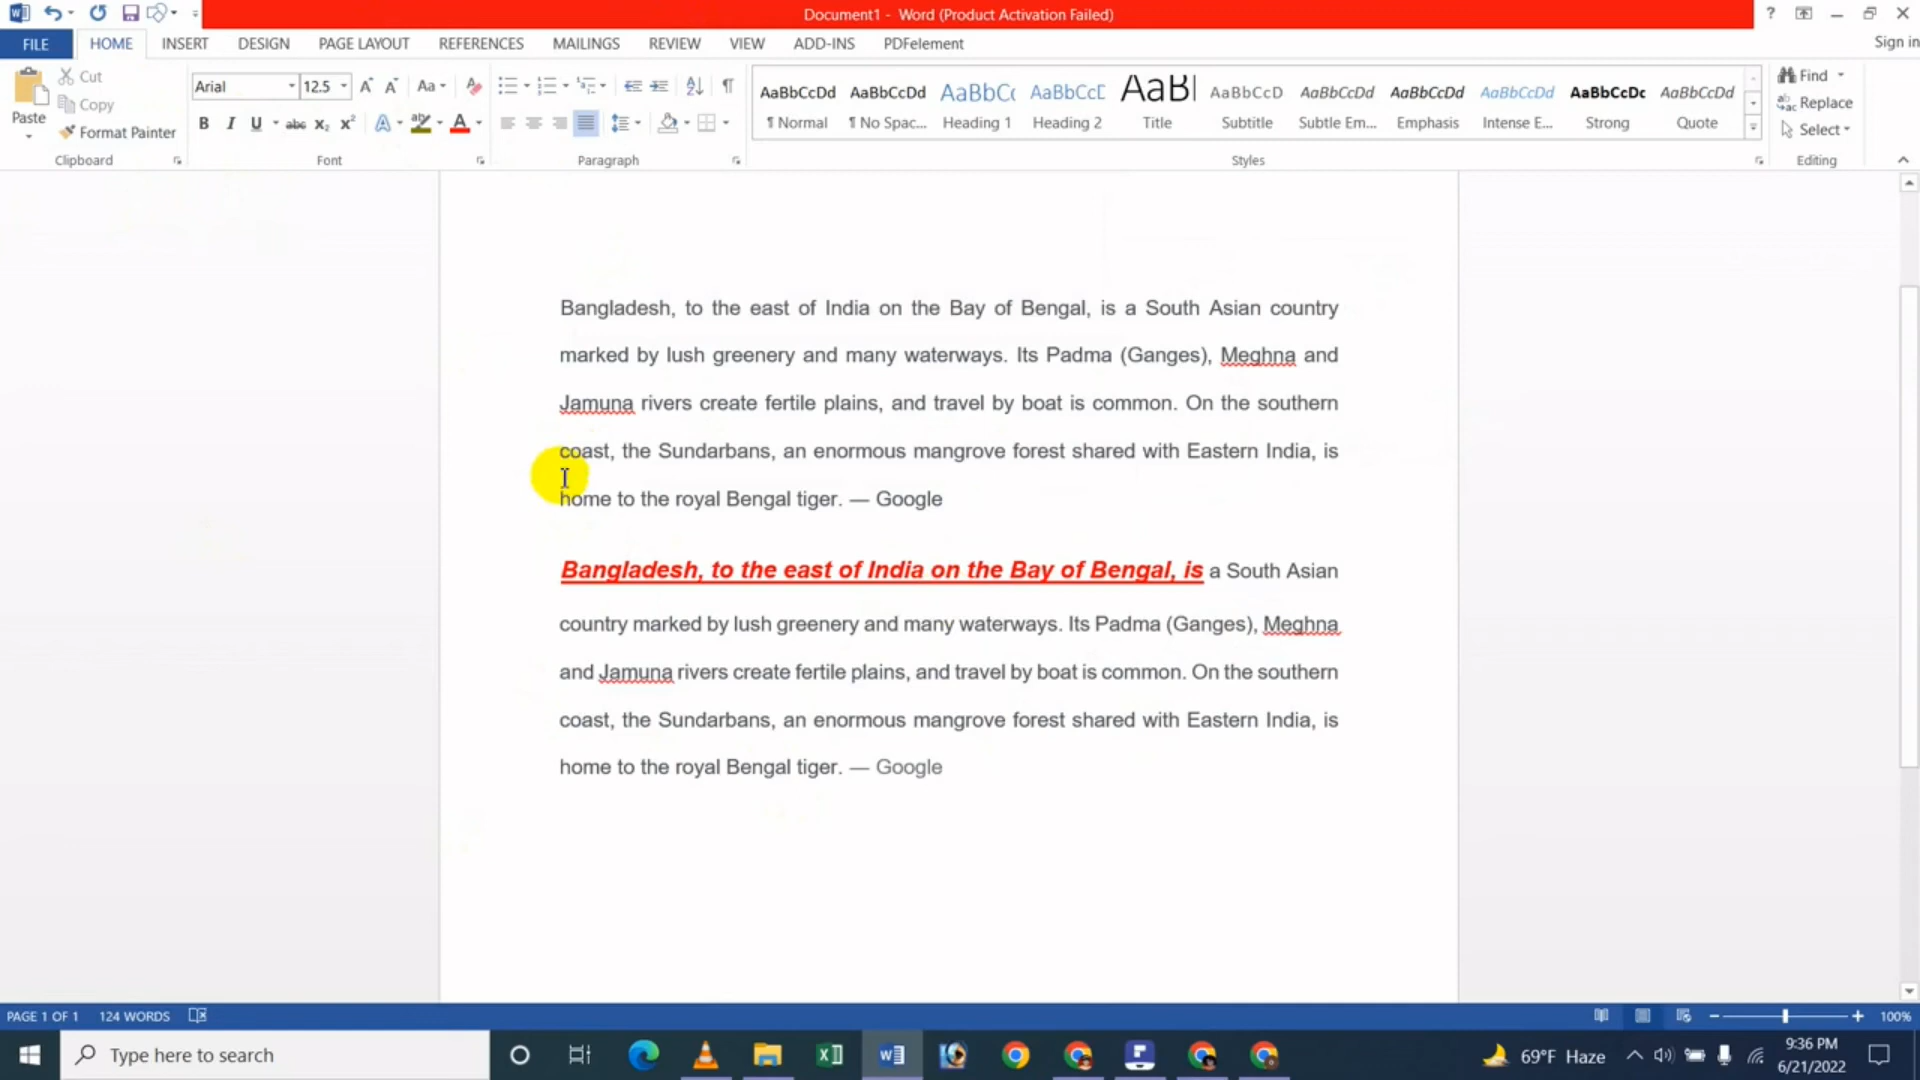 Document1 - Word (Product Activation Failed)
FILE HOME INSERT DESIGN PAGE LAYOUT REFERENCES MAILINGS REVIEW VIEW ADD-INS PDFelement
Sign in
Paste
Cut
Copy
Format Painter
Clipboard
Arial 12.5
Font
Paragraph
AaBbCcDd AaBbCcDd AaBbC( AaBbCcE AaB| AaBbCcD AaBbCcDd AaBbCcDd AaBbCcDd AaBbCcDc AaBbCcDd
¶ Normal ¶ No Spac... Heading 1 Heading 2 Title Subtitle Subtle Em... Emphasis Intense E... Strong Quote
Styles
Find
Replace
Select
Editing
Bangladesh, to the east of India on the Bay of Bengal, is a South Asian country
marked by lush greenery and many waterways. Its Padma (Ganges), Meghna and
Jamuna rivers create fertile plains, and travel by boat is common. On the southern
coast, the Sundarbans, an enormous mangrove forest shared with Eastern India, is
home to the royal Bengal tiger. — Google
Bangladesh, to the east of India on the Bay of Bengal, is a South Asian
country marked by lush greenery and many waterways. Its Padma (Ganges), Meghna
and Jamuna rivers create fertile plains, and travel by boat is common. On the southern
coast, the Sundarbans, an enormous mangrove forest shared with Eastern India, is
home to the royal Bengal tiger. — Google
PAGE 1 OF 1 124 WORDS
100%
Type here to search
69°F Haze
9:36 PM
6/21/2022